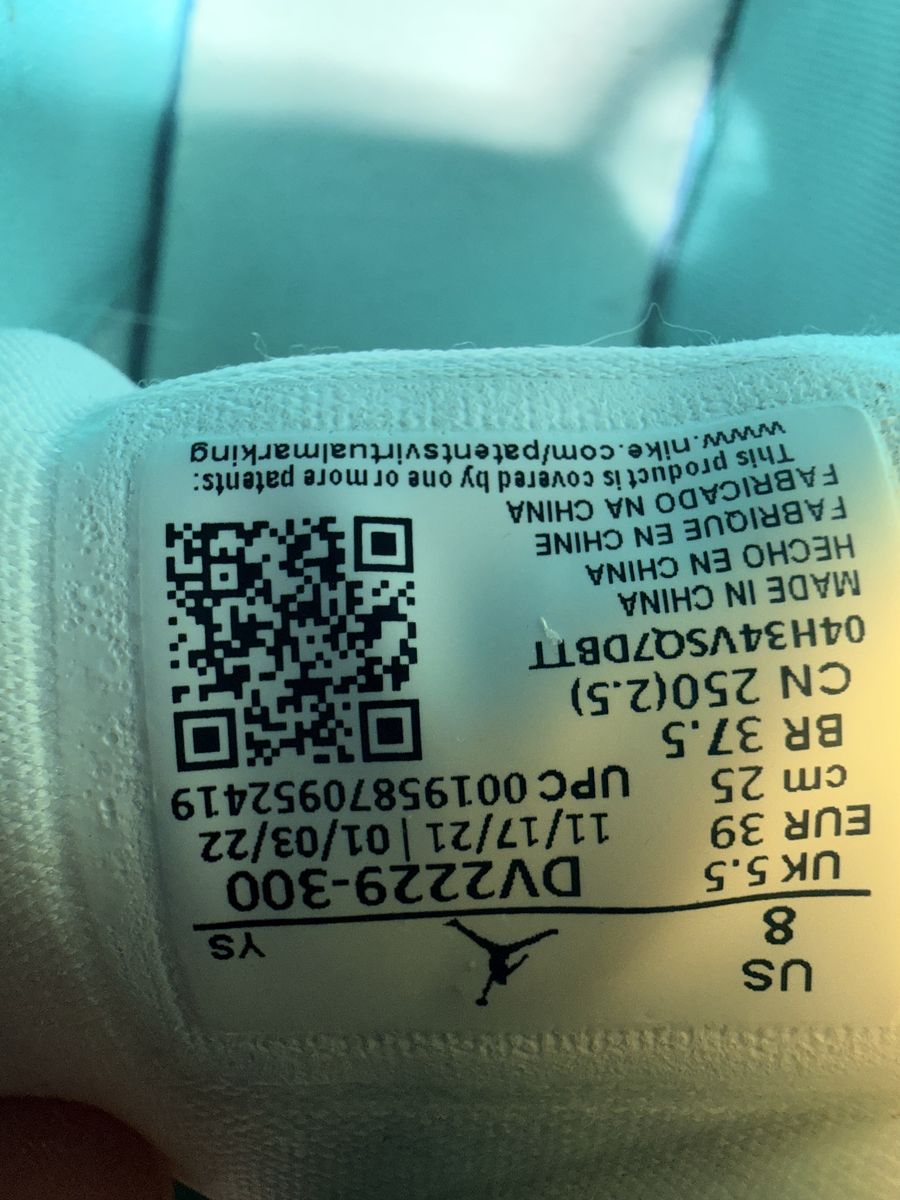 US
8
YS
UK 5.5
EUR 39
cm 25
BR 37.5
CN 250(2.5)
DV2229-300
11/17/21 | 01/03/22
UPC 00195870952419
04H34VSQ7DBTT
MADE IN CHINA
HECHO EN CHINA
FABRIQUE EN CHINE
FABRICADO NA CHINA
This product is covered by one or more patents:
www.nike.com/patentsvirtualmarking